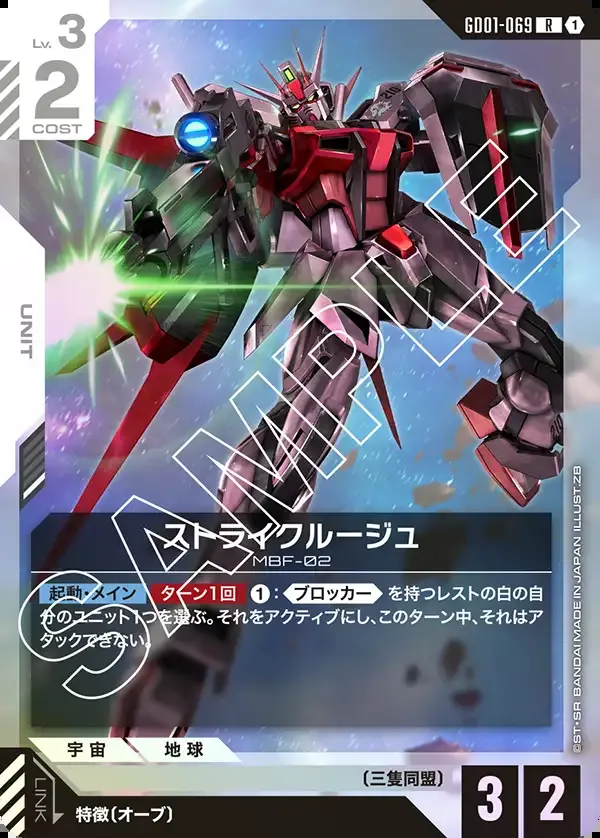 Lv. 3
GD01-069 R 1
2
COST
UNIT
SAMPLE
ストライクルージュ
MBF-02
起動・メイン ターン1回 ①：ブロッカー を持つレストの白の自
分のユニット1つを選ぶ。それをアクティブにし、このターン中、それはア
タックできない。
©ST・SR BANDAI MADE IN JAPAN ILLUST.ZB
宇宙 地球
〔三隻同盟〕
LINK
特徴〔オーブ〕
3 2